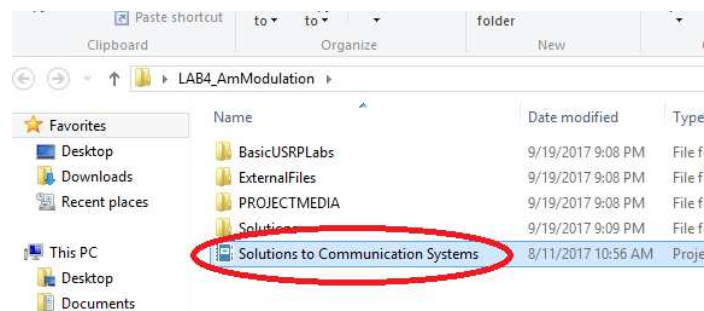 Paste shortcut
to ▾ to ▾ ▾ folder ▾
Clipboard Organize New
LAB4_AmModulation
Favorites
Desktop
Downloads
Recent places
This PC
Desktop
Documents
Name Date modified Type
BasicUSRPLabs 9/19/2017 9:08 PM File f
ExternalFiles 9/19/2017 9:08 PM File f
PROJECTMEDIA 9/19/2017 9:08 PM File f
Solutions 9/19/2017 9:09 PM File f
Solutions to Communication Systems 8/11/2017 10:56 AM Proje